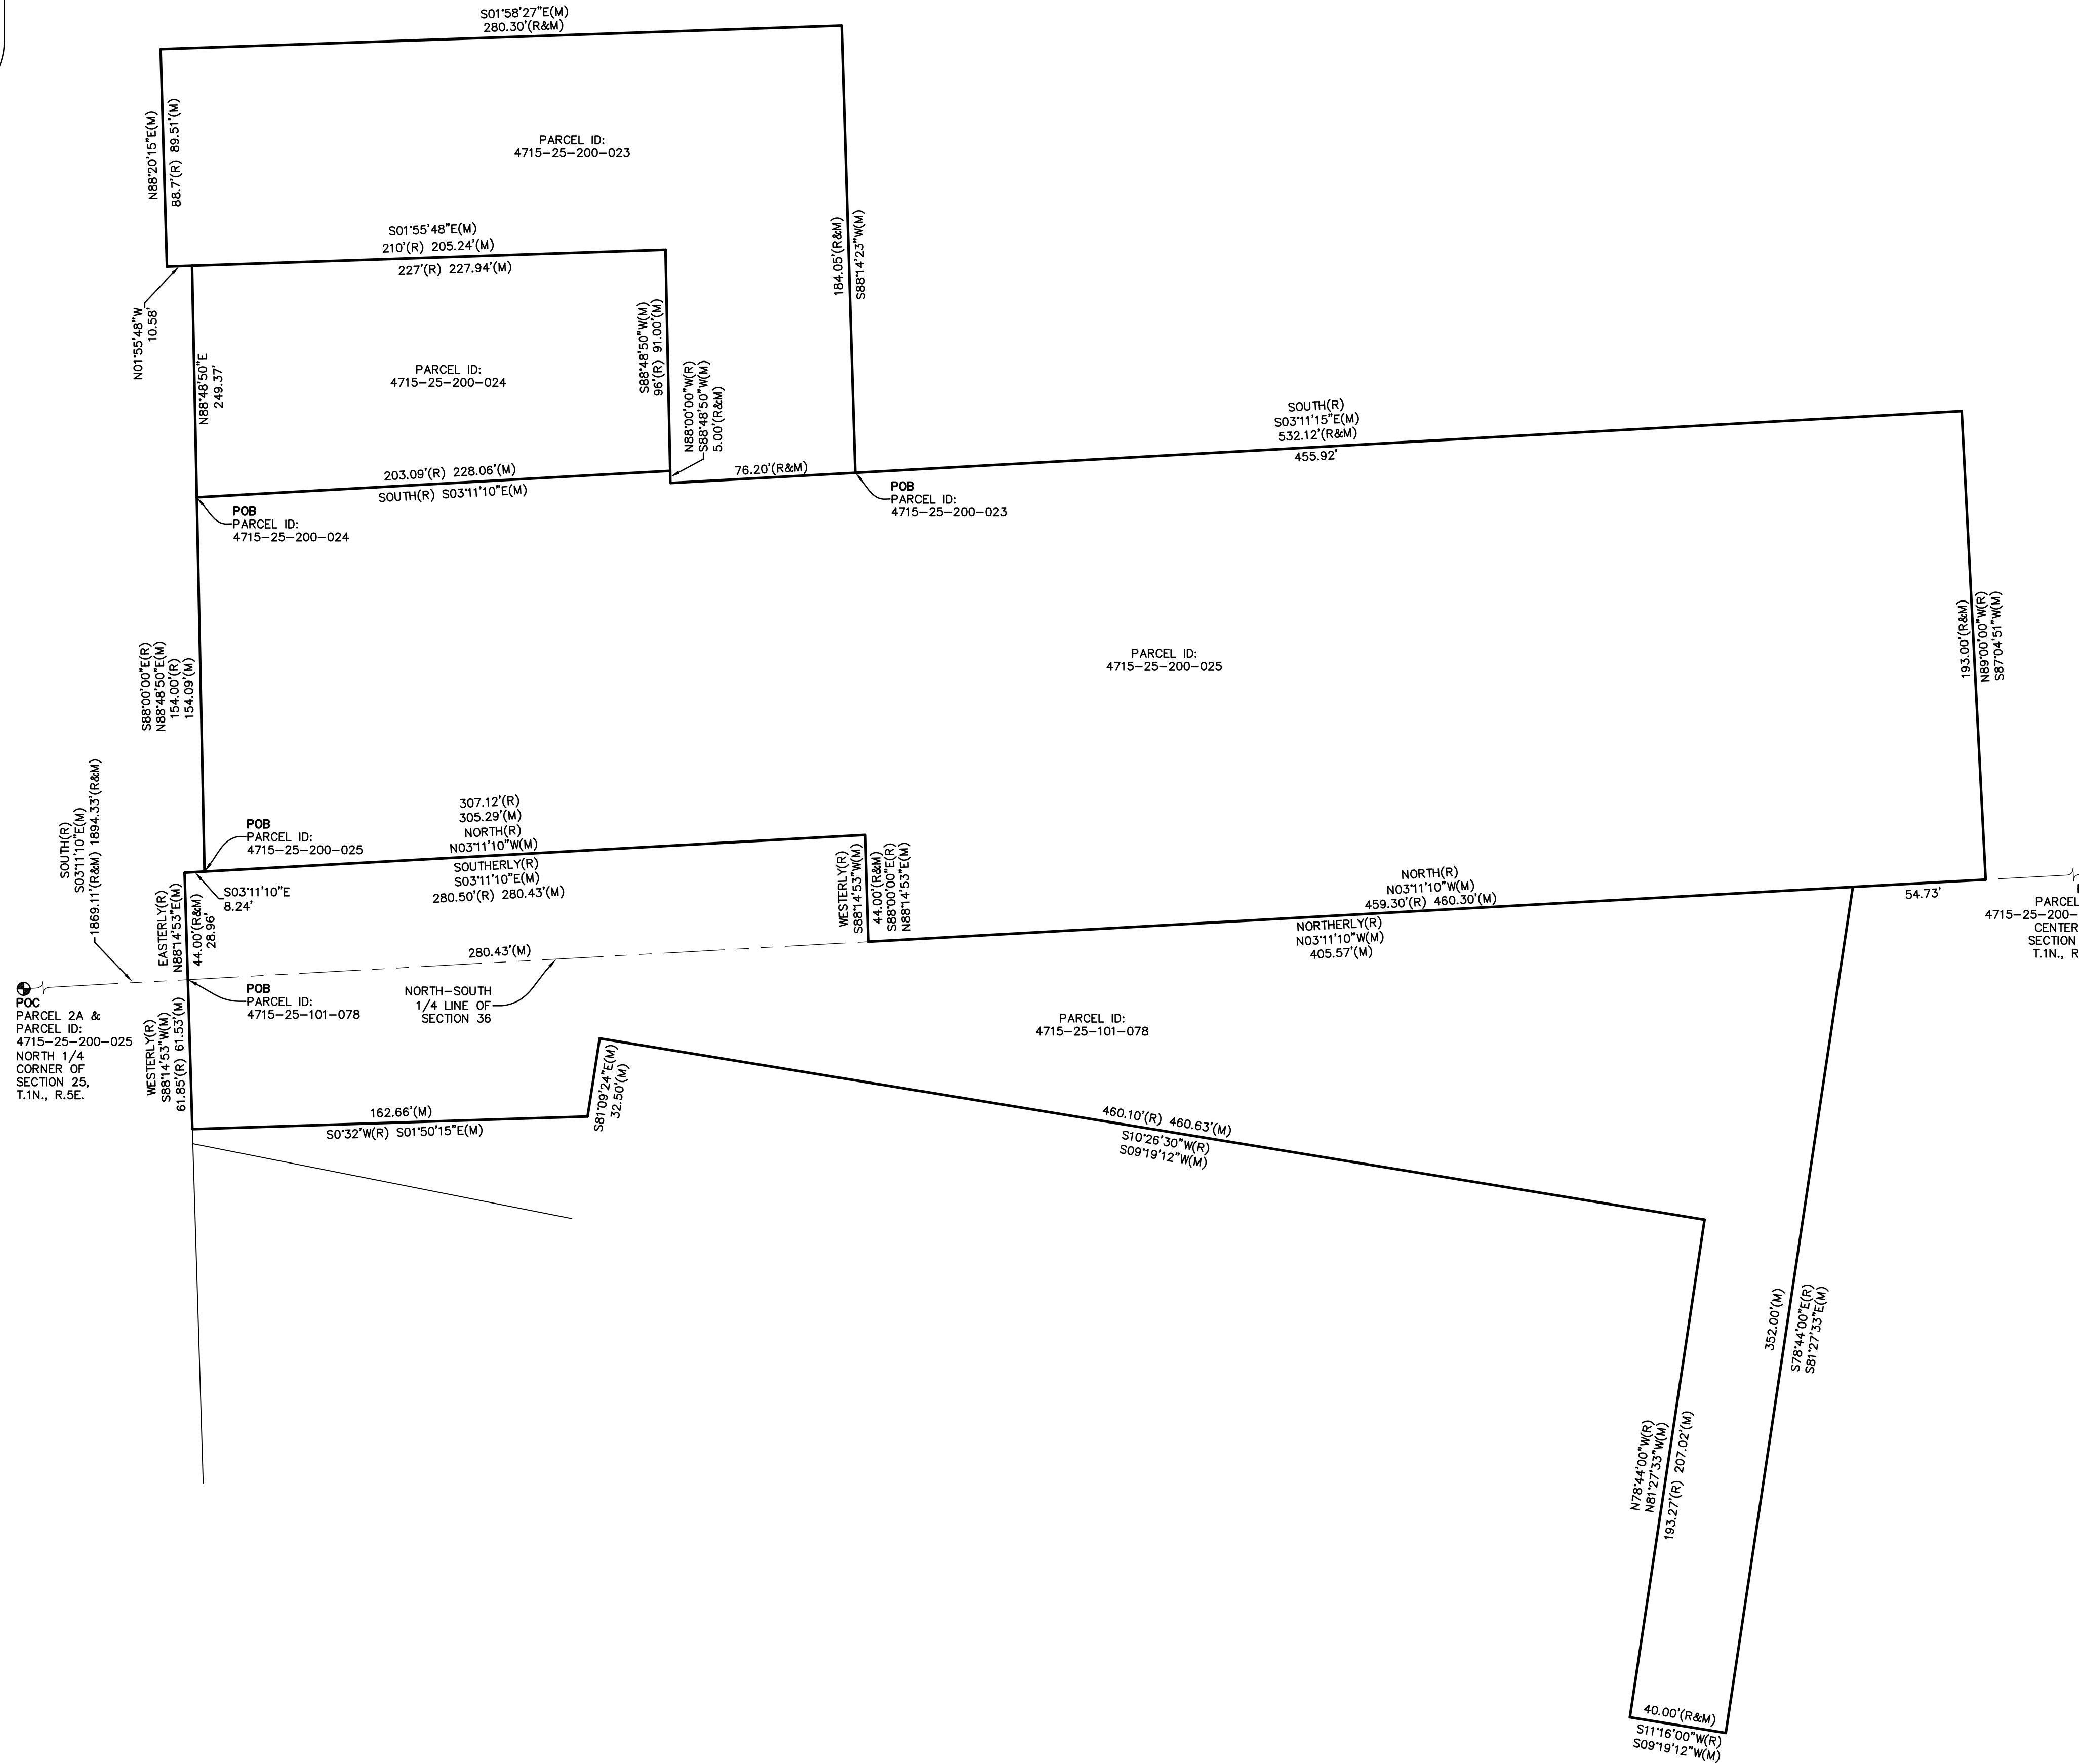 S01°58'27"E(M)
280.30'(R&M)
N88°20'15"E(M)
88.7'(R) 89.51'(M)
PARCEL ID:
4715-25-200-023
S01°55'48"E(M)
210'(R) 205.24'(M)
227'(R) 227.94'(M)
184.05'(R&M)
S88°14'23"W(M)
N01°55'48"W
10.58'
N88°48'50"E
249.37'
S88°48'50"W(M)
96'(R) 91.00'(M)
PARCEL ID:
4715-25-200-024
N88°00'00"W(R)
S88°48'50"W(M)
5.00'(R&M)
203.09'(R) 228.06'(M)
SOUTH(R) S03°11'10"E(M)
76.20'(R&M)
SOUTH(R)
S03°11'15"E(M)
532.12'(R&M)
455.92'
POB
PARCEL ID:
4715-25-200-024
POB
PARCEL ID:
4715-25-200-023
S88°00'00"E(R)
N88°48'50"E(M)
154.00'(R)
154.09'(M)
PARCEL ID:
4715-25-200-025
193.00'(R&M)
N89°00'00"W(R)
S87°04'51"W(M)
SOUTH(R)
S03°11'10"E(M)
1869.11'(R&M) 1894.33'(R&M)
307.12'(R)
305.29'(M)
NORTH(R)
N03°11'10"W(M)
POB
PARCEL ID:
4715-25-200-025
SOUTHERLY(R)
S03°11'10"E(M)
280.50'(R) 280.43'(M)
S03°11'10"E
8.24'
EASTERLY(R)
N88°14'53"E(M)
44.00'(R&M)
28.96'
WESTERLY(R)
S88°14'53"W(M)
44.00'(R&M)
S88°00'00"E(R)
N88°14'53"E(M)
NORTH(R)
N03°11'10"W(M)
459.30'(R) 460.30'(M)
NORTHERLY(R)
N03°11'10"W(M)
405.57'(M)
54.73'
PARCEL
4715-25-200-
CENTER
SECTION
T.1N., R
280.43'(M)
POC
PARCEL 2A &
PARCEL ID:
4715-25-200-025
NORTH 1/4
CORNER OF
SECTION 25,
T.1N., R.5E.
POB
PARCEL ID:
4715-25-101-078
NORTH-SOUTH
1/4 LINE OF
SECTION 36
PARCEL ID:
4715-25-101-078
WESTERLY(R)
S88°14'53"W(M)
61.85'(R) 61.53'(M)
162.66'(M)
S0°32'W(R) S01°50'15"E(M)
S81°09'24"E(M)
32.50'(M)
460.10'(R) 460.63'(M)
S10°26'30"W(R)
S09°19'12"W(M)
352.00'(M)
S78°44'00"E(R)
S81°27'33"E(M)
N78°44'00"W(R)
N81°27'33"W(M)
193.27'(R) 207.02'(M)
40.00'(R&M)
S11°16'00"W(R)
S09°19'12"W(M)